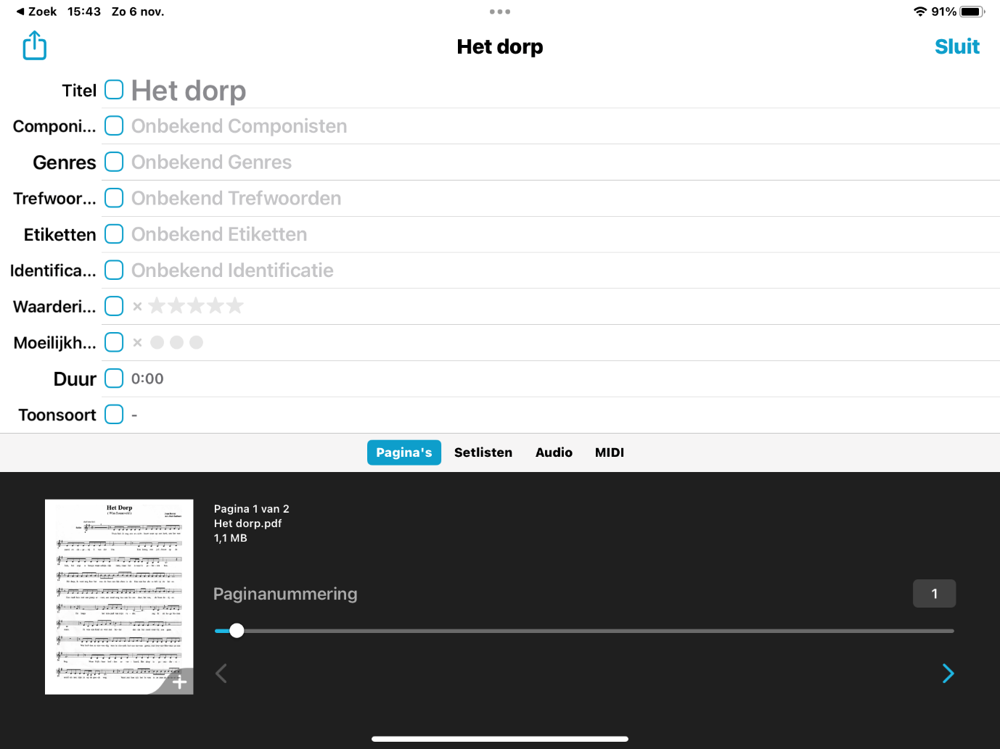 ◀ Zoek 15:43 Zo 6 nov. 91%
Het dorp
Sluit
Titel Het dorp
Componi... Onbekend Componisten
Genres Onbekend Genres
Trefwoor... Onbekend Trefwoorden
Etiketten Onbekend Etiketten
Identifica... Onbekend Identificatie
Waarderi... ×
Moeilijkh... ×
Duur 0:00
Toonsoort -
Pagina's Setlisten Audio MIDI
Het Dorp
( Wim Sonneveld )
Pagina 1 van 2
Het dorp.pdf
1,1 MB
Paginanummering 1